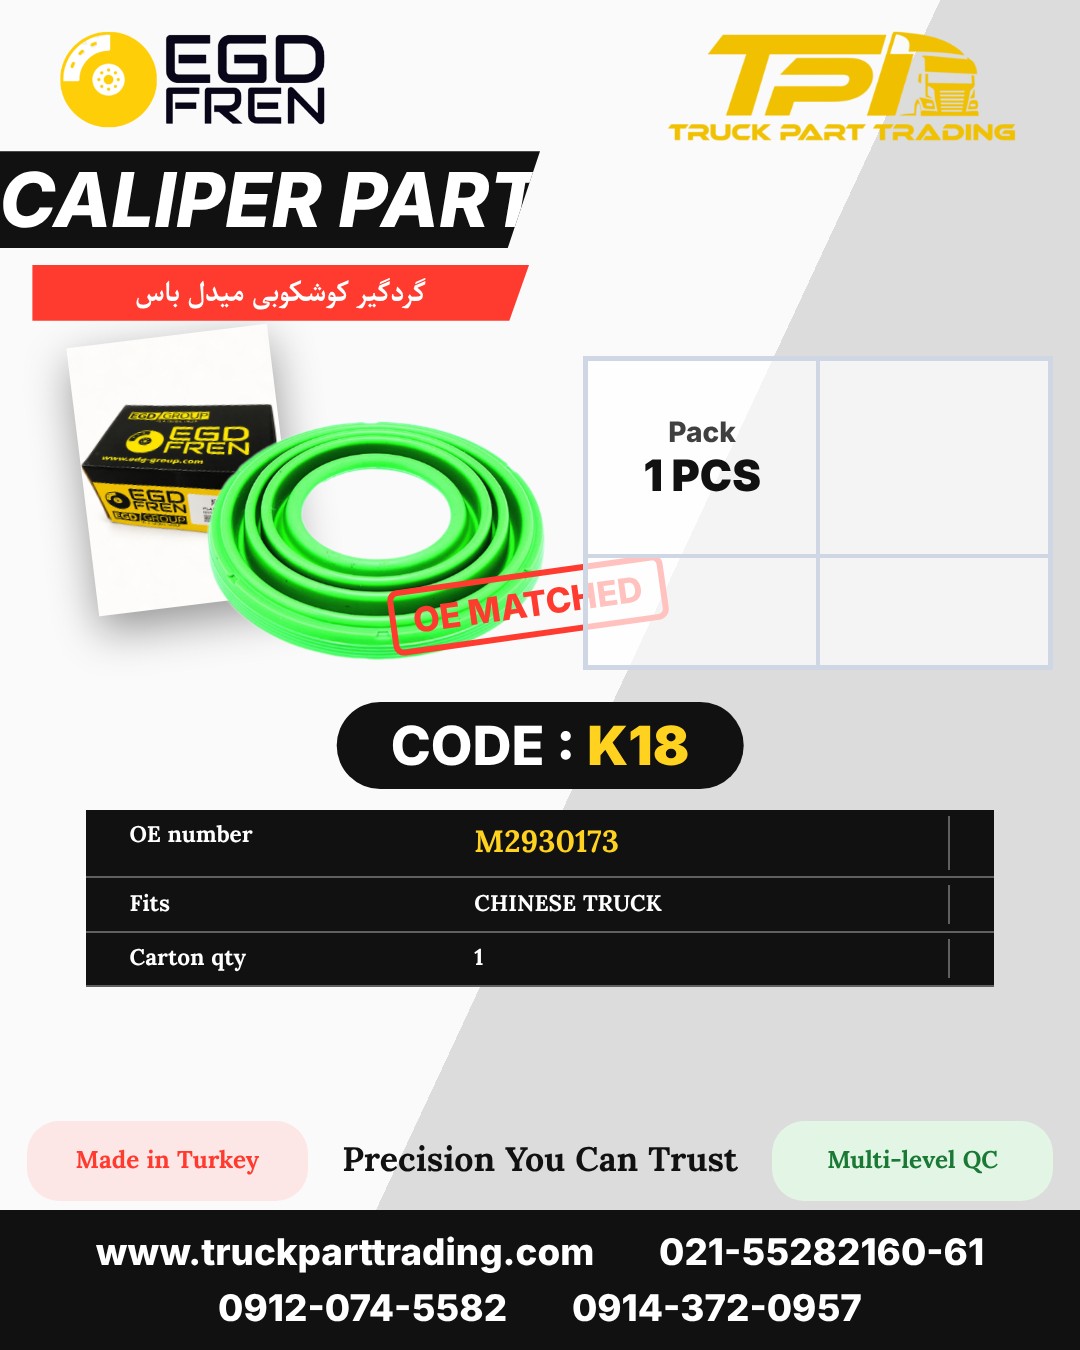 EGD
FREN
TPI
TRUCK PART TRADING
CALIPER PART
گردگیر کوشکوبی میدل باس
EGD/GROUP
EGD
FREN
www.edg-group.com
EGD
FREN
EGD/GROUP
OE MATCHED
Pack
1 PCS
CODE : K18
OE number M2930173
Fits CHINESE TRUCK
Carton qty 1
Made in Turkey
Precision You Can Trust
Multi-level QC
www.truckparttrading.com 021-55282160-61
0912-074-5582 0914-372-0957